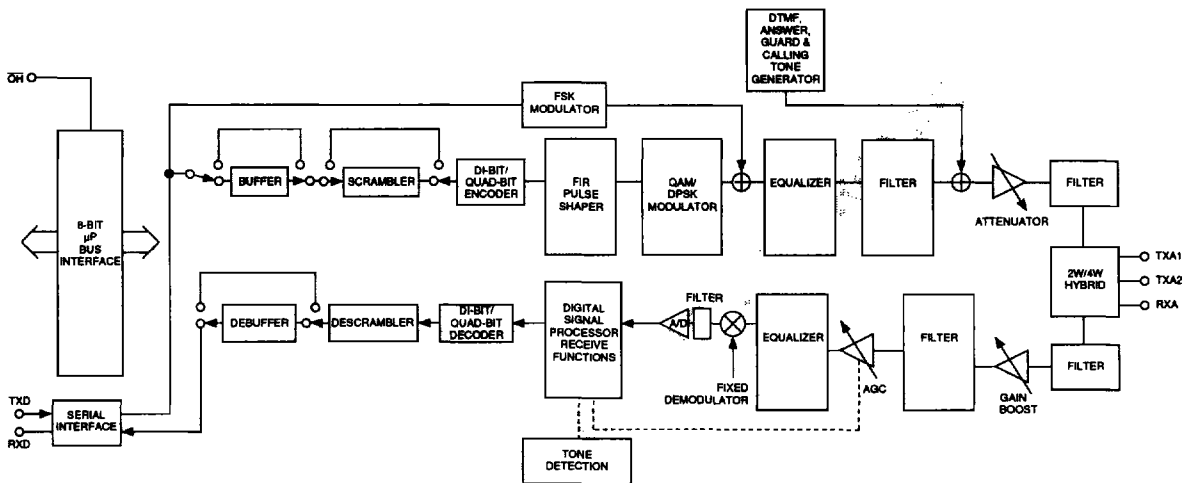 DTMF,
ANSWER,
GUARD &
CALLING
TONE
GENERATOR
OH
FSK
MODULATOR
BUFFER
SCRAMBLER
DI-BIT/
QUAD-BIT
ENCODER
FIR
PULSE
SHAPER
QAM/
DPSK
MODULATOR
EQUALIZER
FILTER
ATTENUATOR
FILTER
8-BIT
µP
BUS
INTERFACE
2W/4W
HYBRID
TXA1
TXA2
RXA
DEBUFFER
DESCRAMBLER
DI-BIT/
QUAD-BIT
DECODER
DIGITAL
SIGNAL
PROCESSOR
RECEIVE
FUNCTIONS
A/D
FILTER
FIXED
DEMODULATOR
EQUALIZER
AGC
FILTER
GAIN
BOOST
FILTER
TXD
RXD
SERIAL
INTERFACE
TONE
DETECTION